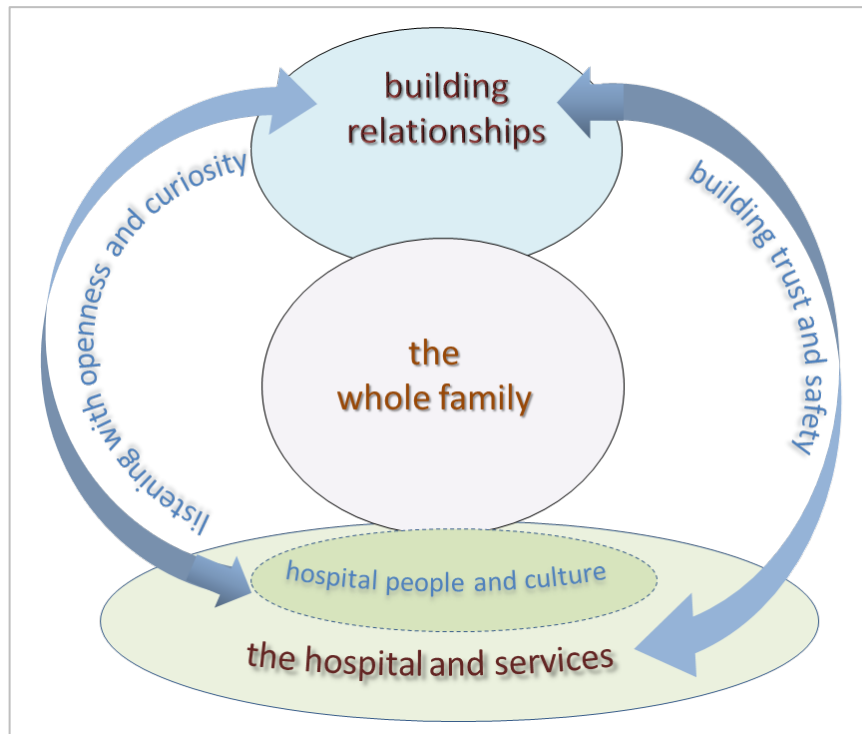 building
relationships
listening with openness and curiosity
building trust and safety
the
whole family
hospital people and culture
the hospital and services